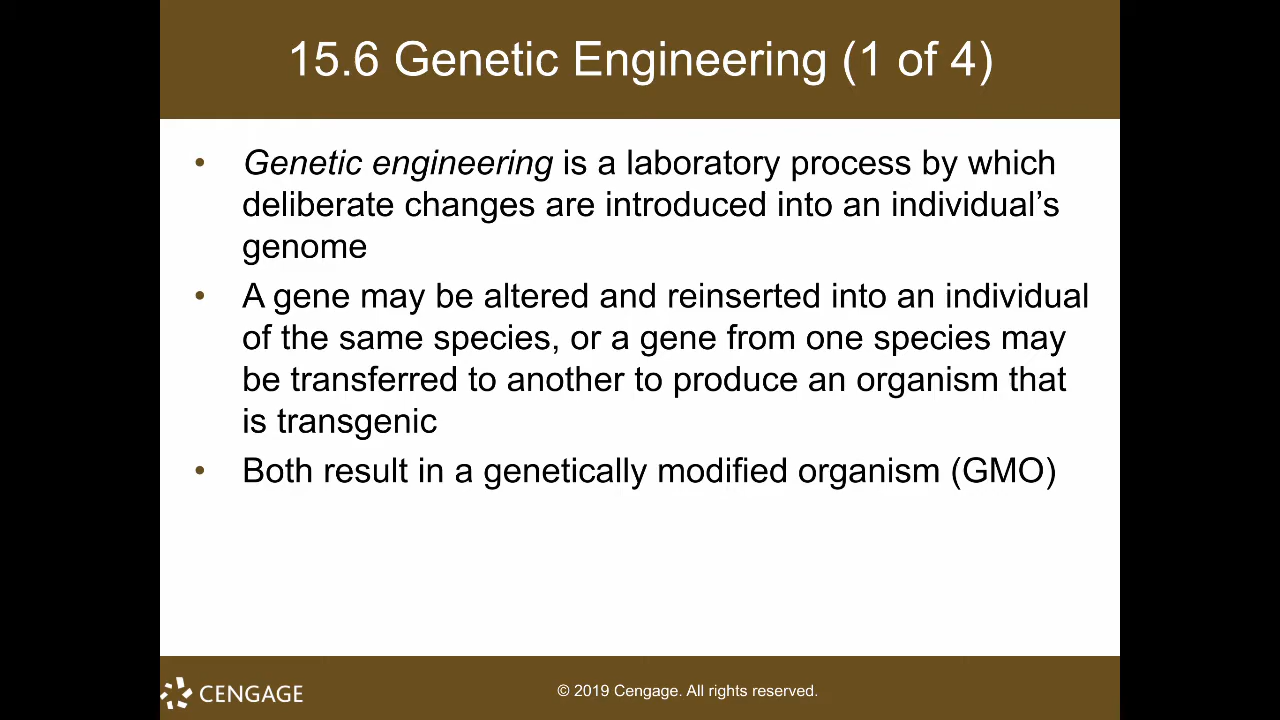 15.6 Genetic Engineering (1 of 4)
• Genetic engineering is a laboratory process by which
deliberate changes are introduced into an individual’s
genome
• A gene may be altered and reinserted into an individual
of the same species, or a gene from one species may
be transferred to another to produce an organism that
is transgenic
• Both result in a genetically modified organism (GMO)
CENGAGE
© 2019 Cengage. All rights reserved.